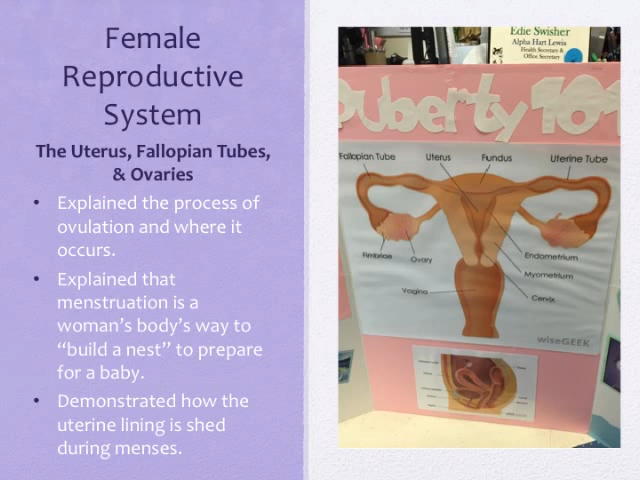 Female
Reproductive
System
The Uterus, Fallopian Tubes,
& Ovaries
• Explained the process of
ovulation and where it
occurs.
• Explained that
menstruation is a
woman’s body’s way to
“build a nest” to prepare
for a baby.
• Demonstrated how the
uterine lining is shed
during menses.
Edie Swisher
Alpha Hart Lewis
Health Secretary &
Office Secretary
Puberty 101
Fallopian Tube
Uterus
Fundus
Uterine Tube
Fimbriae
Ovary
Endometrium
Myometrium
Vagina
Cervix
wiseGEEK